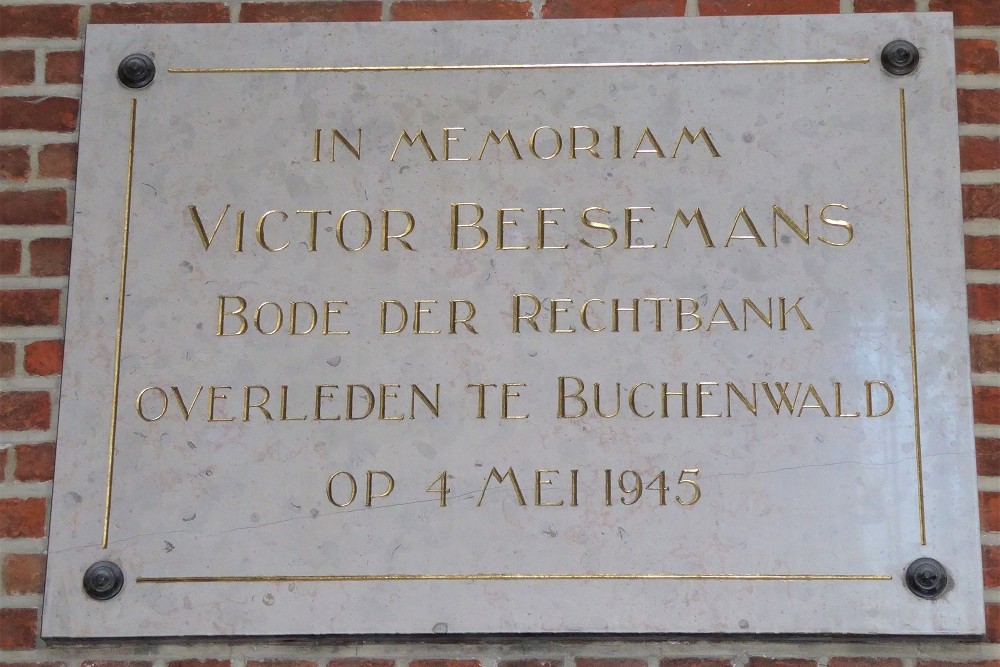 IN MEMORIAM
VICTOR BEESEMANS
BODE DER RECHTBANK
OVERLEDEN TE BUCHENWALD
OP 4 MEI 1945